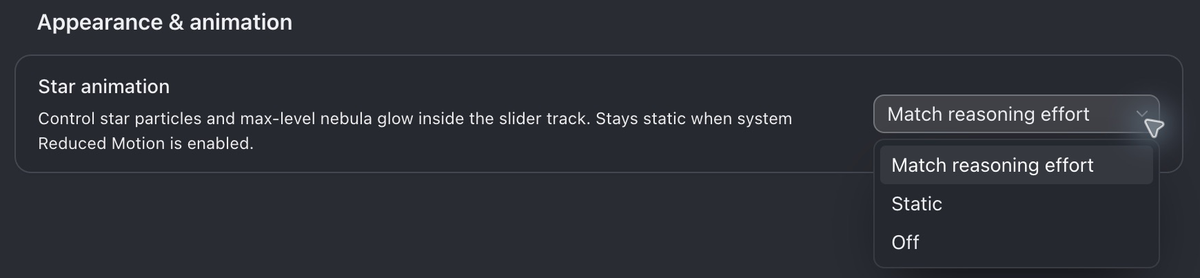 Appearance & animation
Star animation
Control star particles and max-level nebula glow inside the slider track. Stays static when system
Reduced Motion is enabled.
Match reasoning effort
Match reasoning effort
Static
Off